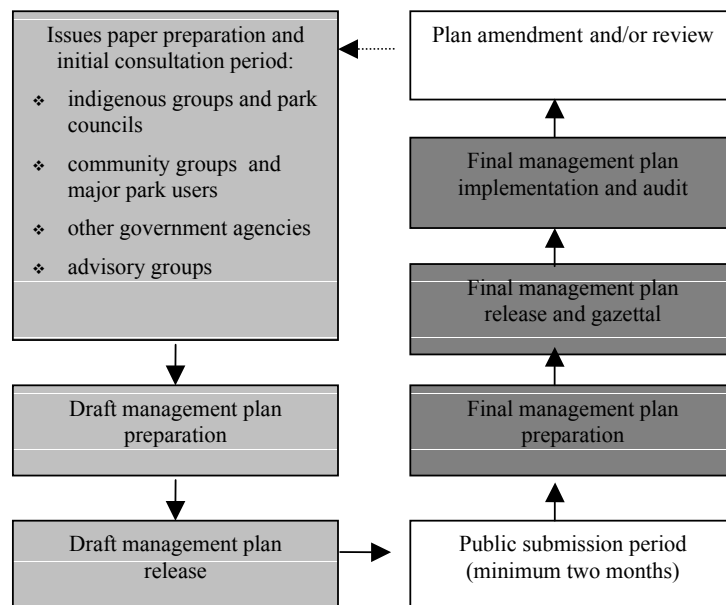 Issues paper preparation and
initial consultation period:
❖ indigenous groups and park
councils
❖ community groups and
major park users
❖ other government agencies
❖ advisory groups
Draft management plan
preparation
Draft management plan
release
Public submission period
(minimum two months)
Final management plan
preparation
Final management plan
release and gazettal
Final management plan
implementation and audit
Plan amendment and/or review